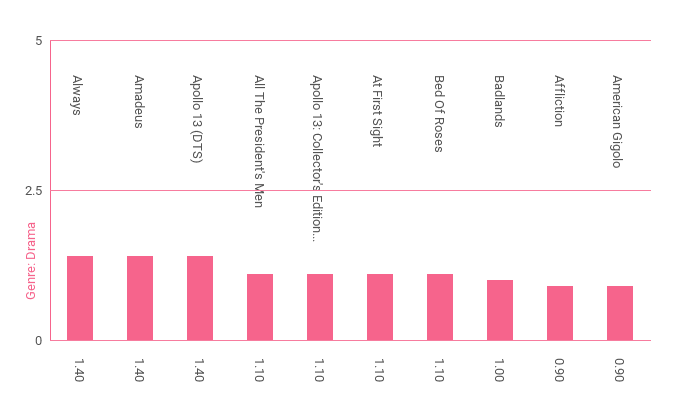 5
2.5
0
Genre: Drama
Always
Amadeus
Apollo 13 (DTS)
All The President's Men
Apollo 13: Collector's Edition...
At First Sight
Bed Of Roses
Badlands
Affliction
American Gigolo
1.40
1.40
1.40
1.10
1.10
1.10
1.10
1.00
0.90
0.90